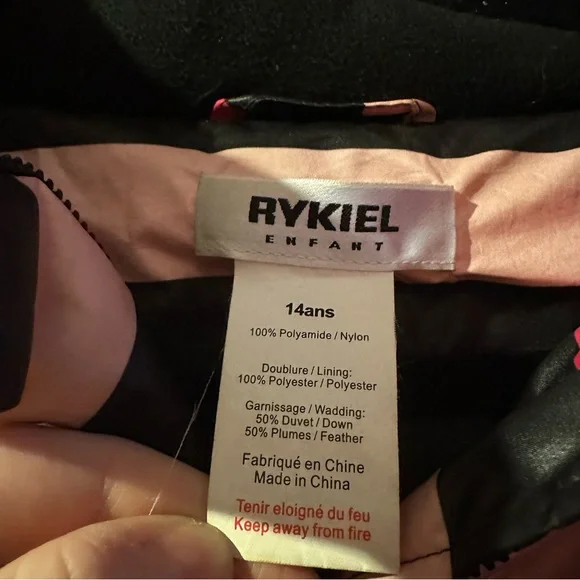 RYKIEL
ENFANT
14ans
100% Polyamide / Nylon
Doublure / Lining:
100% Polyester / Polyester
Garnissage / Wadding:
50% Duvet / Down
50% Plumes / Feather
Fabriqué en Chine
Made in China
Tenir eloigné du feu
Keep away from fire